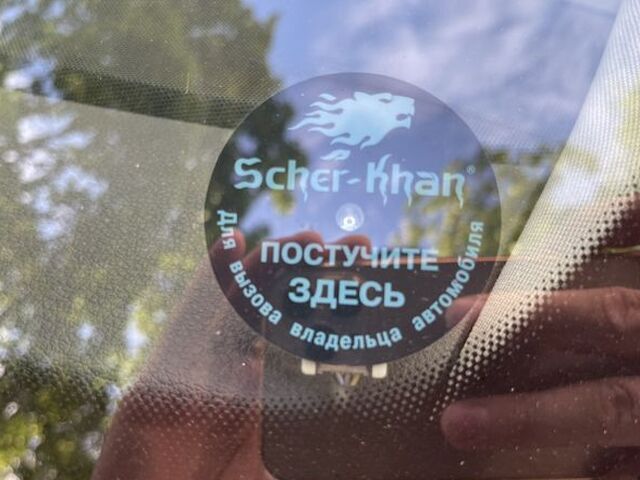 Scher-Khan®
ПОСТУЧИТЕ
ЗДЕСЬ
Для вызова владельца автомобиля